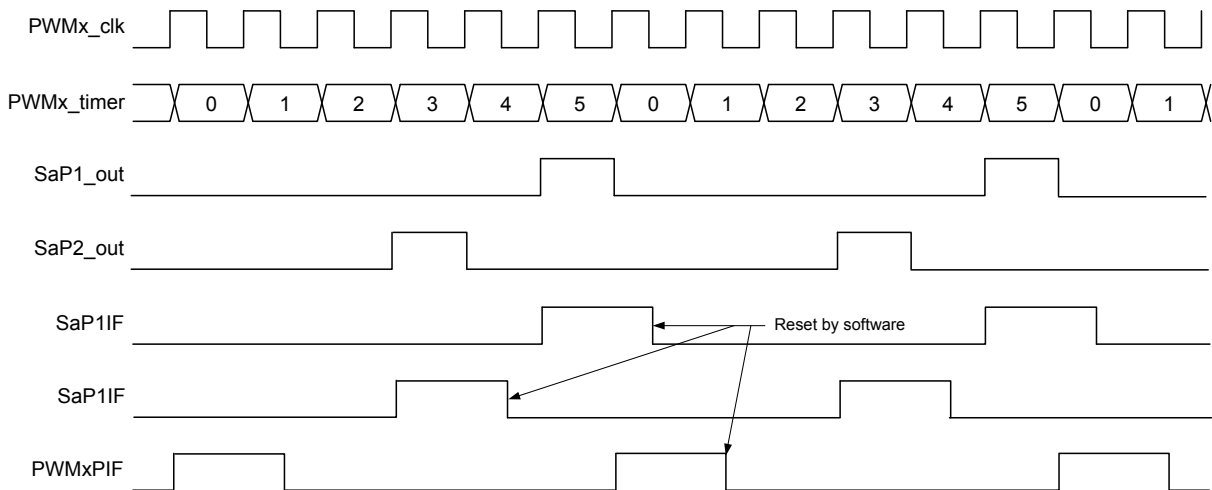 PWMx_clk
PWMx_timer 0 1 2 3 4 5 0 1 2 3 4 5 0 1
SaP1_out
SaP2_out
SaP1IF Reset by software
SaP1IF
PWMxPIF